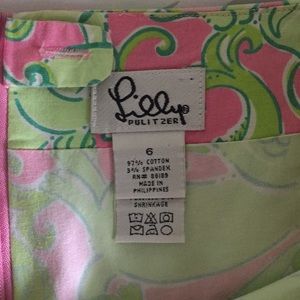 Lilly
PULITZER
6
97% COTTON
3% SPANDEX
RN# 89189
MADE IN
PHILIPPINES
SHRINKAGE